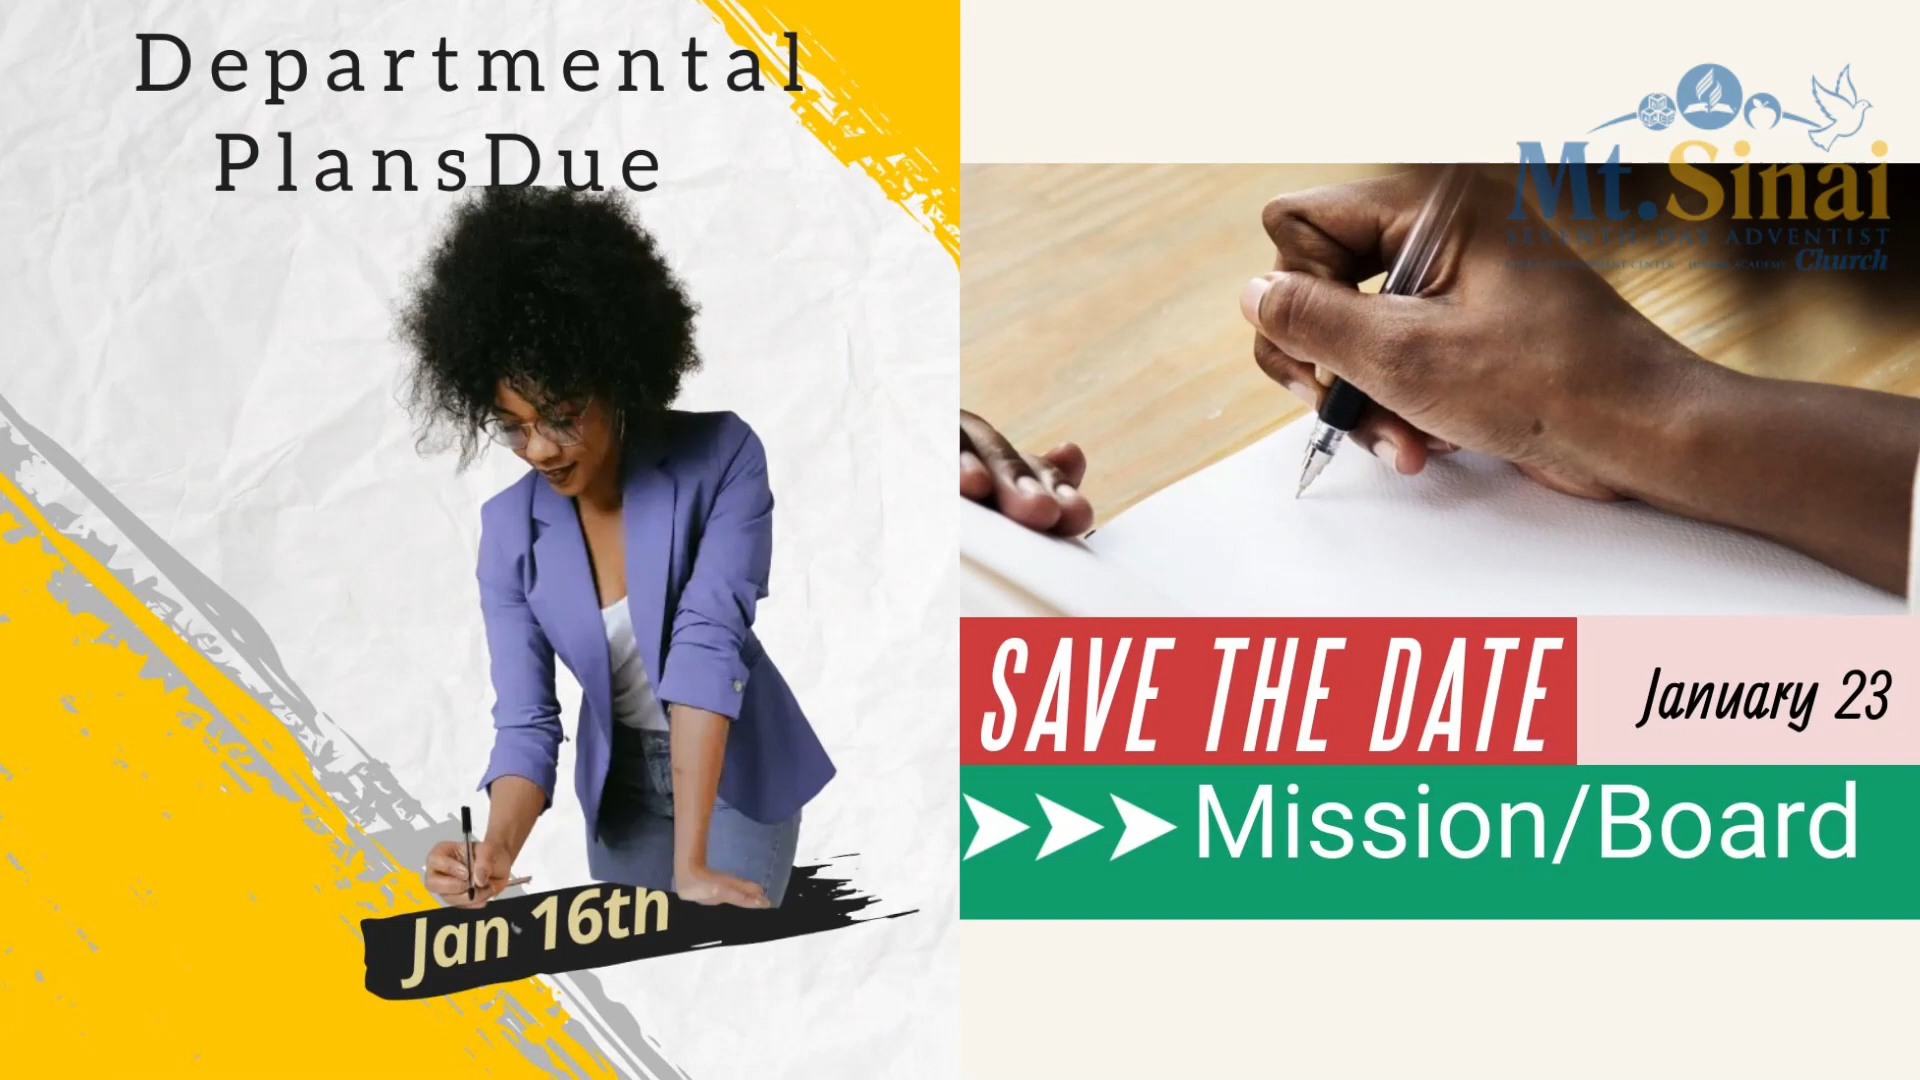 Departmental
PlansDue
Jan 16th
Mt.Sinai
SEVENTH-DAY ADVENTIST
Church
SAVE THE DATE
January 23
Mission/Board